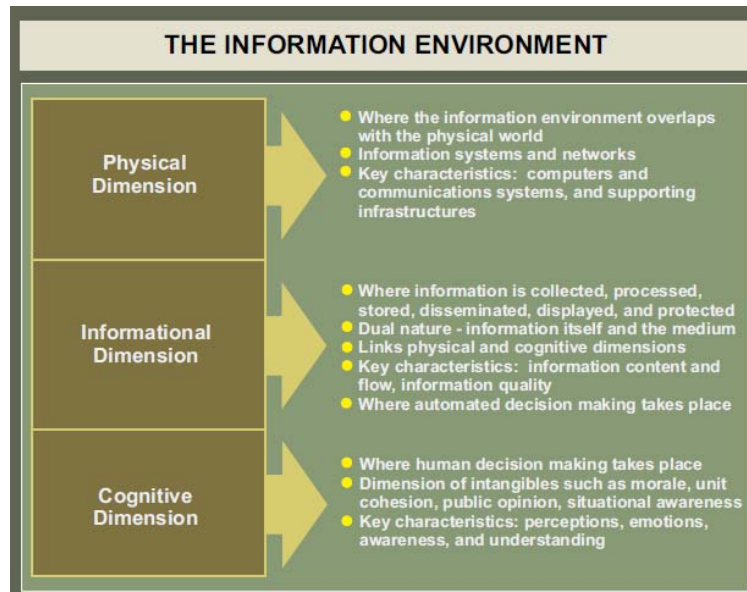 THE INFORMATION ENVIRONMENT
Physical
Dimension
● Where the information environment overlaps
with the physical world
● Information systems and networks
● Key characteristics: computers and
communications systems, and supporting
infrastructures
Informational
Dimension
● Where information is collected, processed,
stored, disseminated, displayed, and protected
● Dual nature - information itself and the medium
● Links physical and cognitive dimensions
● Key characteristics: information content and
flow, information quality
● Where automated decision making takes place
Cognitive
Dimension
● Where human decision making takes place
● Dimension of intangibles such as morale, unit
cohesion, public opinion, situational awareness
● Key characteristics: perceptions, emotions,
awareness, and understanding